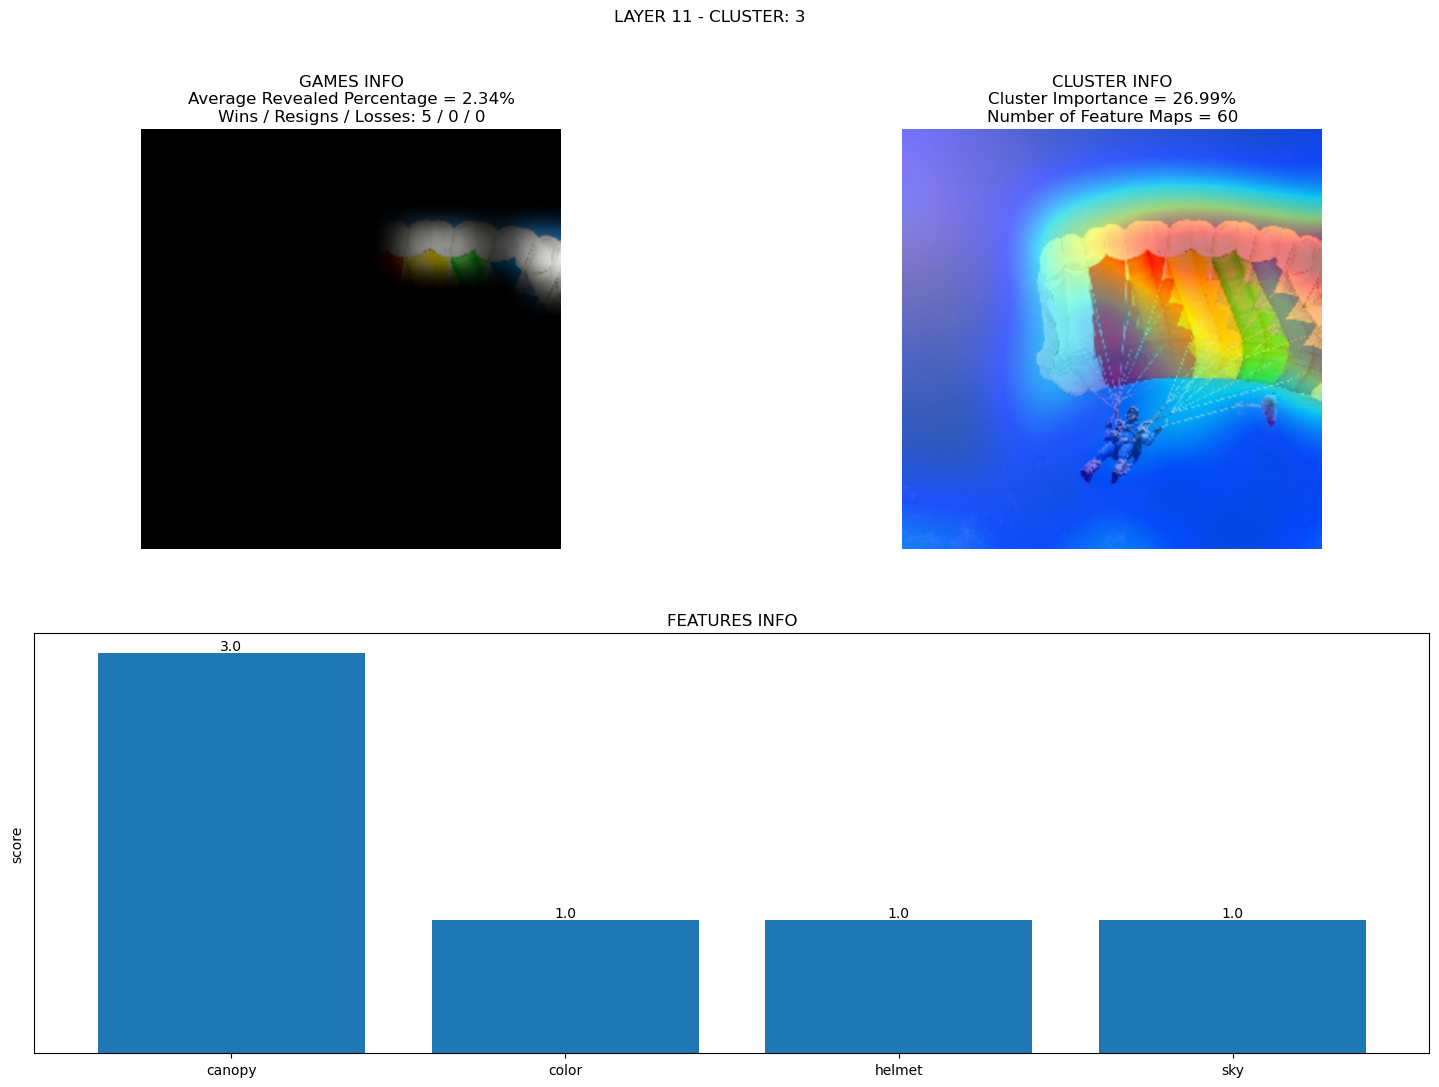 LAYER 11 - CLUSTER: 3
GAMES INFO
Average Revealed Percentage = 2.34%
Wins / Resigns / Losses: 5 / 0 / 0
CLUSTER INFO
Cluster Importance = 26.99%
Number of Feature Maps = 60
FEATURES INFO
score
3.0
1.0
1.0
1.0
canopy
color
helmet
sky